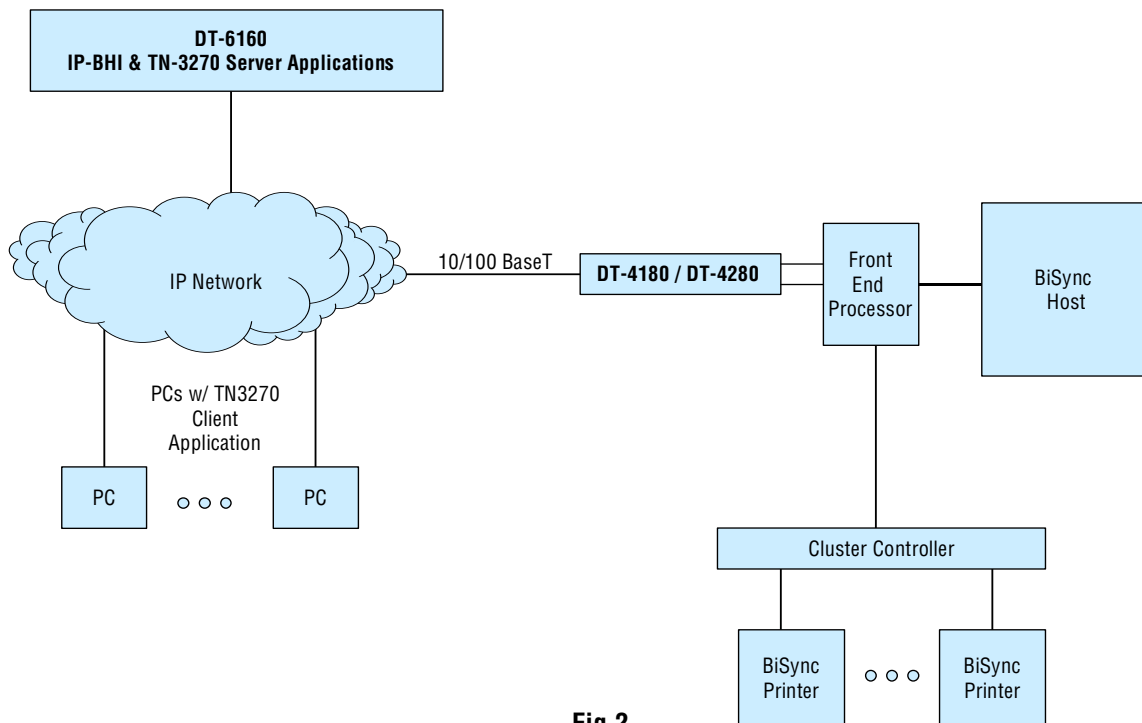 DT-6160
IP-BHI & TN-3270 Server Applications
IP Network
10/100 BaseT
DT-4180 / DT-4280
Front
End
Processor
BiSync
Host
PCs w/ TN3270
Client
Application
PC
PC
Cluster Controller
BiSync
Printer
BiSync
Printer
Fig 2